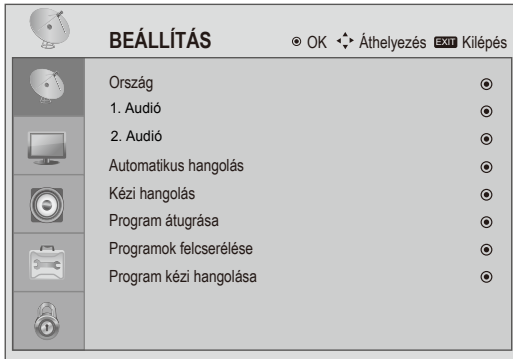 BEÁLLÍTÁS OK Áthelyezés EXIT Kilépés
Ország
1. Audió
2. Audió
Automatikus hangolás
Kézi hangolás
Program átugrása
Programok felcserélése
Program kézi hangolása